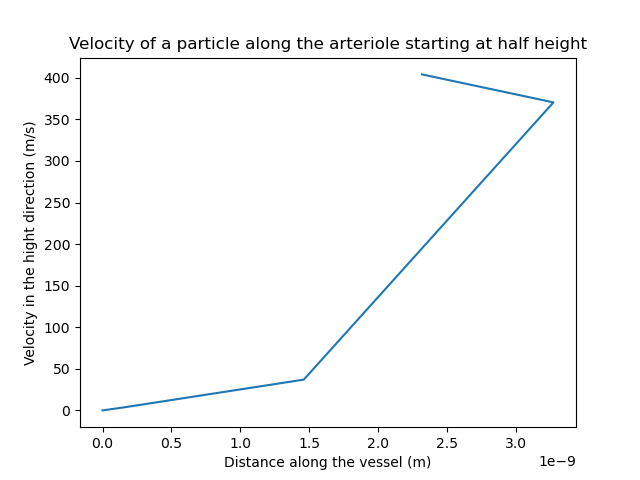 Velocity of a particle along the arteriole starting at half height
400
350
300
250
200
150
100
50
0
Velocity in the hight direction (m/s)
0.0 0.5 1.0 1.5 2.0 2.5 3.0
1e−9
Distance along the vessel (m)